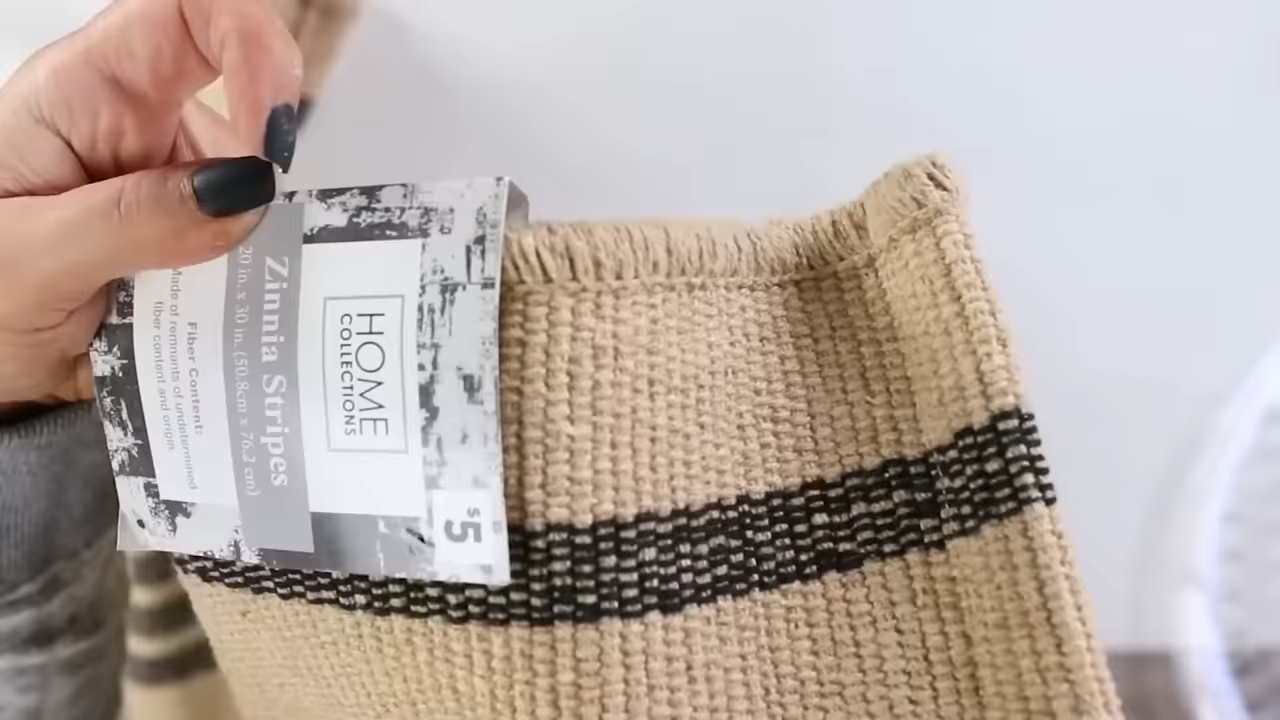 HOME
COLLECTIONS
Zinnia Stripes
20 in. x 30 in. (50.8cm x 76.2 cm)
Fiber Content:
Made of remnants of undetermined
fiber content and origin.
$5